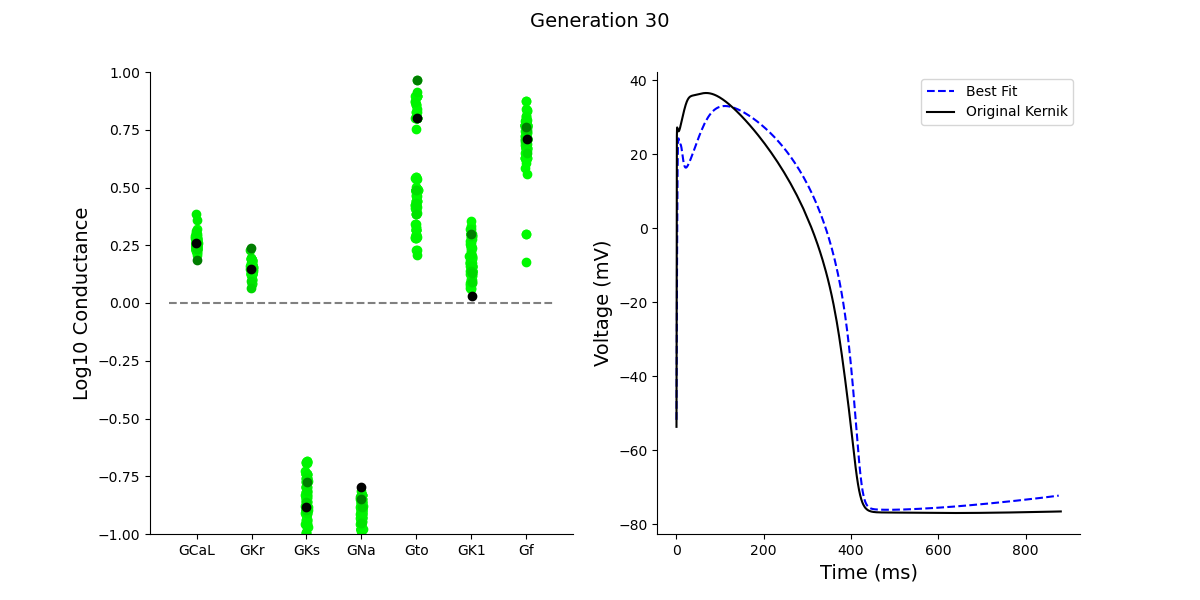 Generation 30
Log10 Conductance
1.00
0.75
0.50
0.25
0.00
−0.25
−0.50
−0.75
−1.00
GCaL GKr GKs GNa Gto GK1 Gf
Voltage (mV)
40
20
0
−20
−40
−60
−80
0 200 400 600 800
Time (ms)
Best Fit
Original Kernik